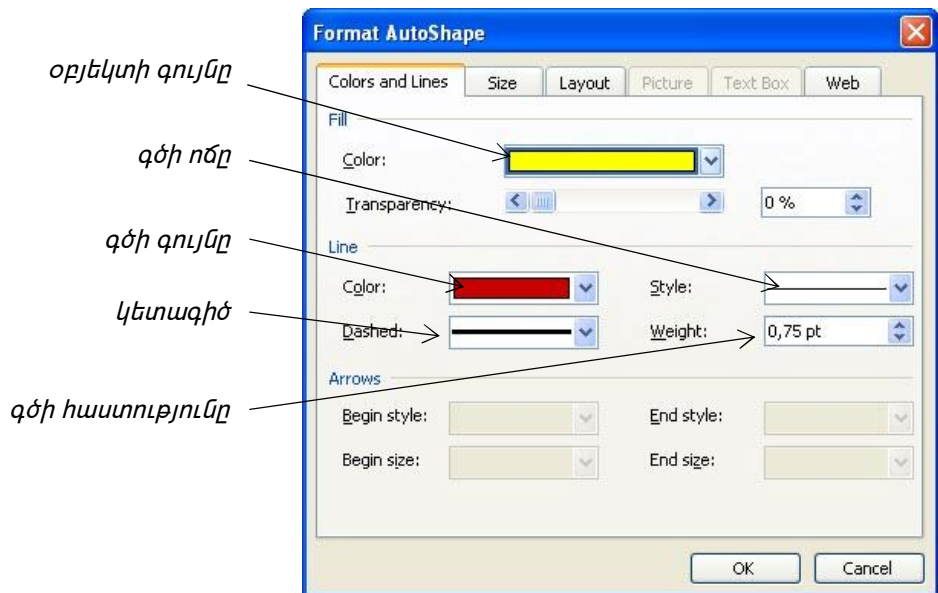 Format AutoShape
օբյեկտի գույնը
Colors and Lines Size Layout Picture Text Box Web
Fill
գծի ոճը
Color:
Transparency: 0 %
գծի գույնը
Line
Color: Style:
կետագիծ
Dashed: Weight: 0,75 pt
Arrows
գծի հաստությունը
Begin style: End style:
Begin size: End size:
OK Cancel